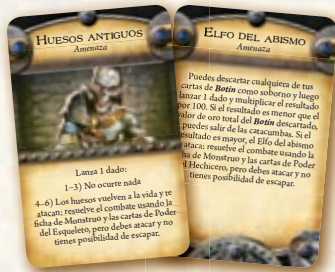 HUESOS ANTIGUOS
Amenaza
Lanza 1 dado:
1–3) No ocurre nada
4–6) Los huesos vuelven a la vida y te
atacan; resuelve el combate usando la
ficha de Monstruo y las cartas de Poder
del Esqueleto, pero debes atacar y no
tienes posibilidad de escapar.
ELFO DEL ABISMO
Amenaza
Puedes descartar cualquiera de tus
cartas de Botín como soborno y luego
lanzar 1 dado y multiplicar el resultado
por 100. Si el resultado es menor que el
valor de oro total del Botín descartado,
puedes salir de las catacumbas. Si el
resultado es mayor, el Elfo del abismo
ataca: resuelve el combate usando la
ficha de Monstruo y las cartas de Poder
del Hechicero, pero debes atacar y no
tienes posibilidad de escapar.